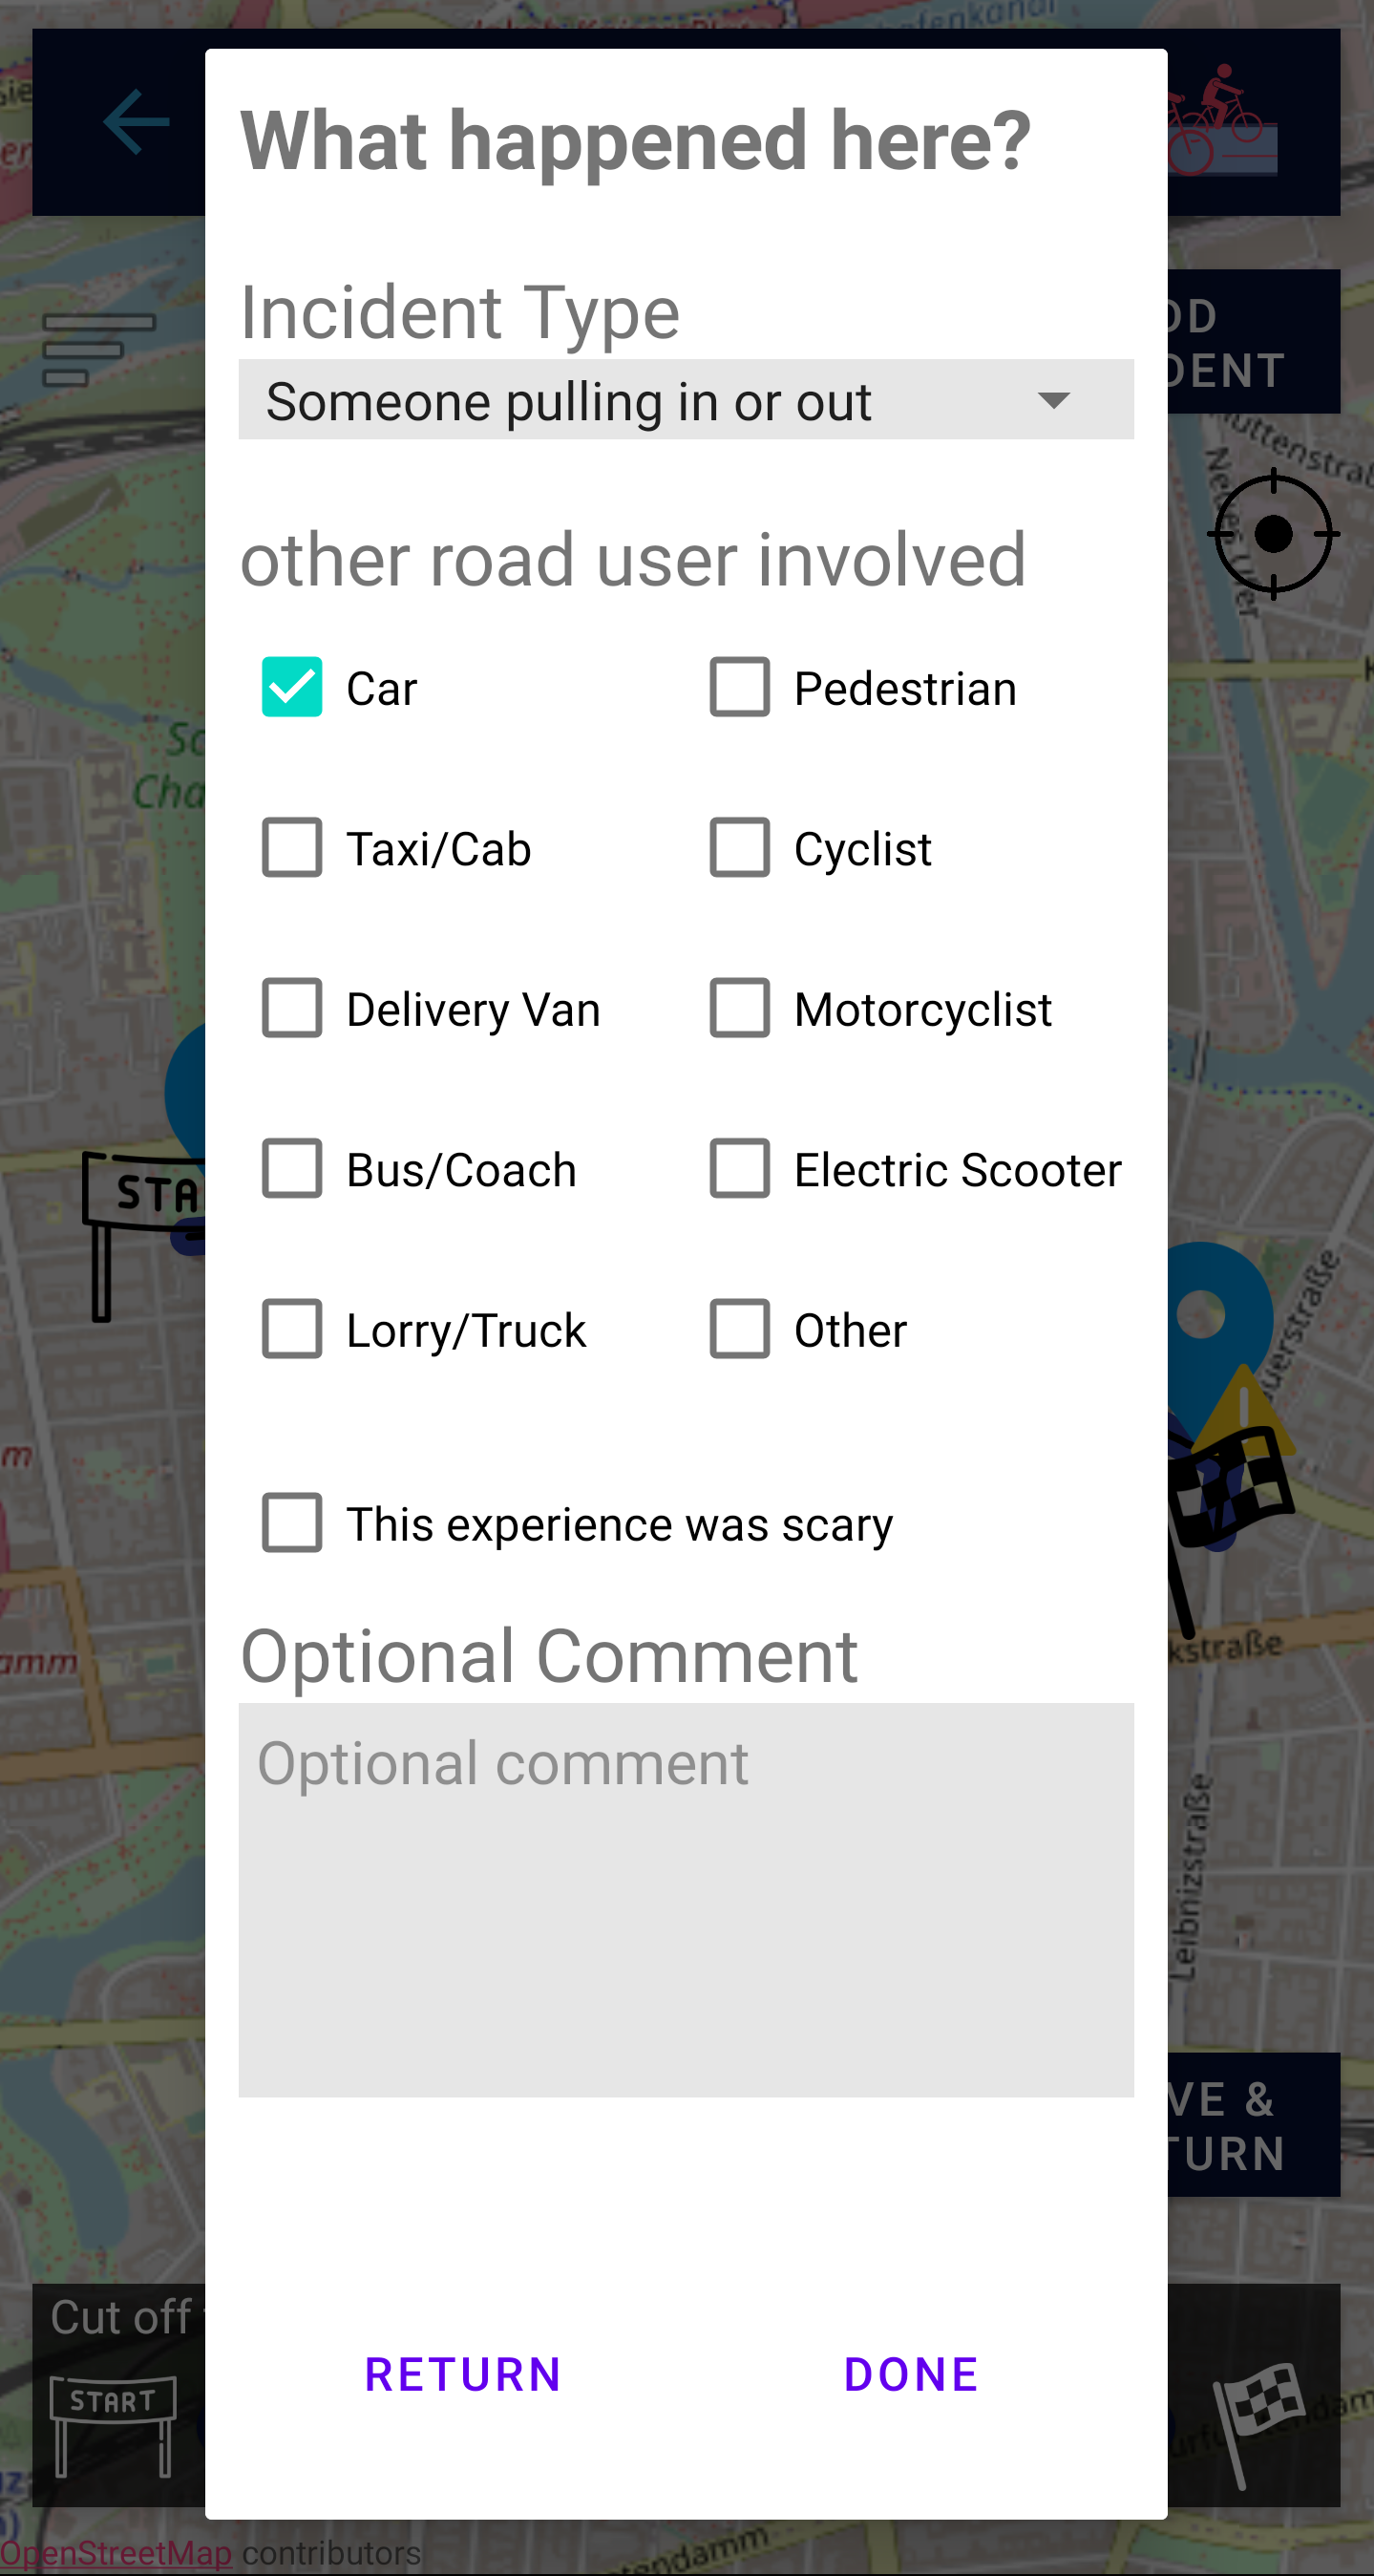 What happened here?
Incident Type
Someone pulling in or out
DENT
other road user involved
Car
Pedestrian
Taxi/Cab
Cyclist
Delivery Van
Motorcyclist
Bus/Coach
Electric Scooter
STA
Lorry/Truck
Other
This experience was scary
Optional Comment
Optional comment
Leibnizstraße
VE &
TURN
Cut off
RETURN
DONE
START
OpenStreetMap contributors